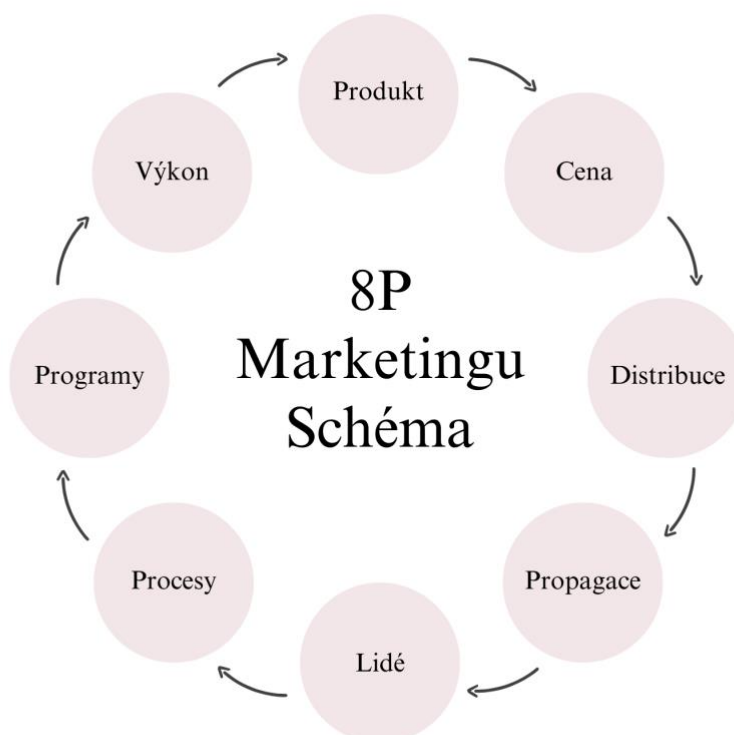 8P
Marketingu
Schéma
Produkt
Cena
Distribuce
Propagace
Lidé
Procesy
Programy
Výkon